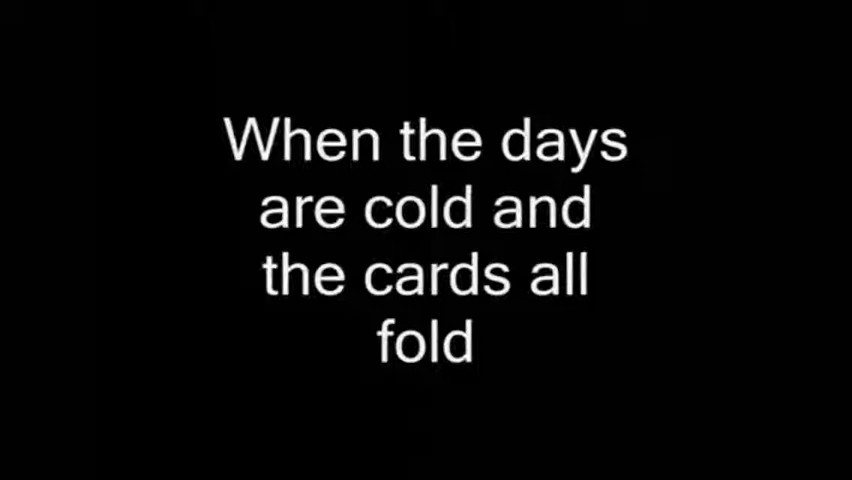 When the days
are cold and
the cards all
fold